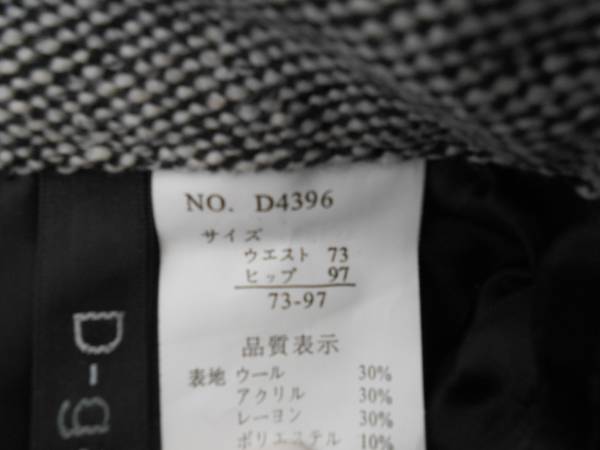 NO. D4396
サイズ
ウエスト 73
ヒップ 97
73-97
品質表示
表地 ウール 30%
アクリル 30%
レーヨン 30%
ポリエステル 10%
D-g